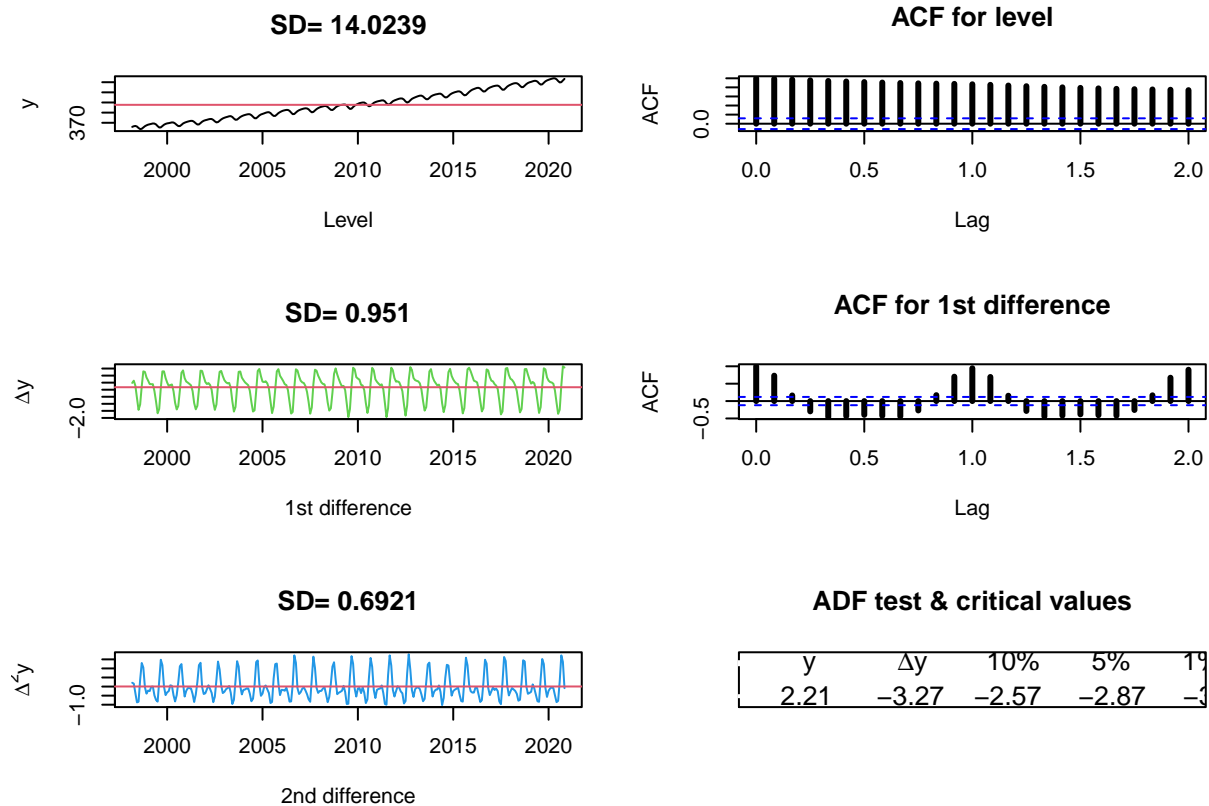 SD= 14.0239
y
370
2000 2005 2010 2015 2020
Level
ACF for level
ACF
0.0
0.0 0.5 1.0 1.5 2.0
Lag
SD= 0.951
Δy
−2.0
2000 2005 2010 2015 2020
1st difference
ACF for 1st difference
ACF
−0.5
0.0 0.5 1.0 1.5 2.0
Lag
SD= 0.6921
Δ²y
−1.0
2000 2005 2010 2015 2020
2nd difference
ADF test & critical values
y Δy 10% 5%
2.21 −3.27 −2.57 −2.87